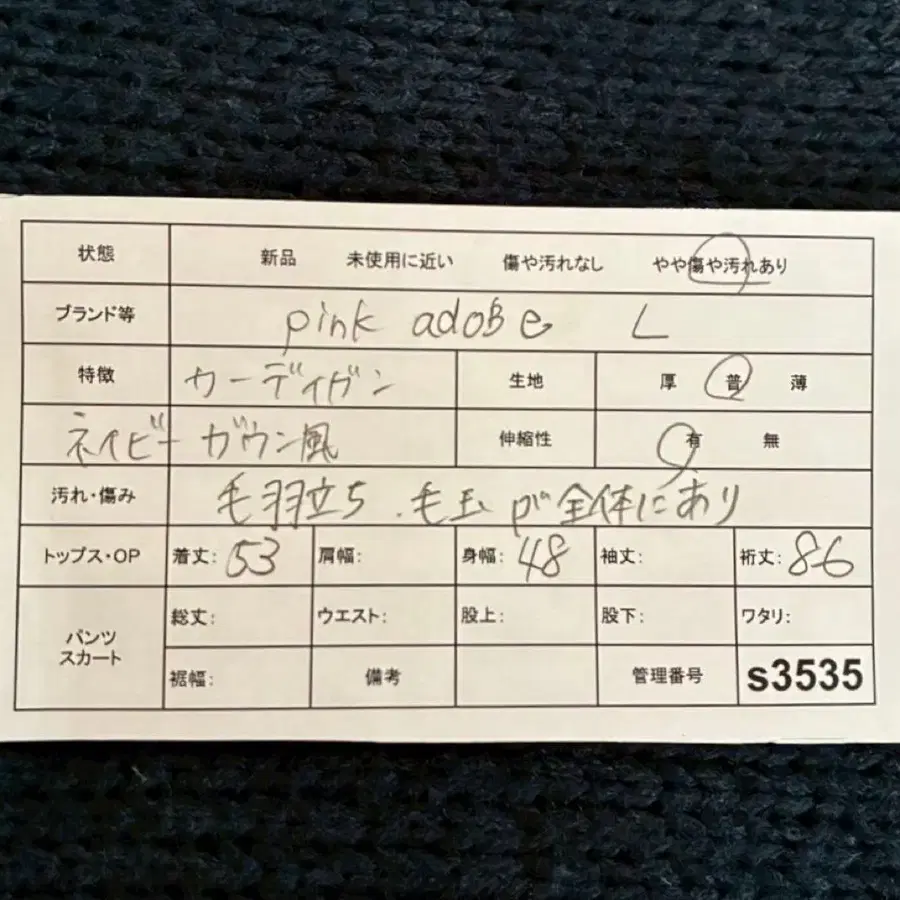 状態 新品 未使用に近い 傷や汚れなし やや傷や汚れあり
ブランド等 pink adoBe L
特徴 カーディガン 生地 厚 普 薄
ネイビー ガウン風 伸縮性 有 無
汚れ・傷み 毛羽立ち、毛玉が全体にあり
トップス・OP 着丈: 53 肩幅: 身幅: 48 袖丈: 裄丈: 86
パンツ スカート 総丈: ウエスト: 股上: 股下: ワタリ:
裾幅: 備考 管理番号 s3535